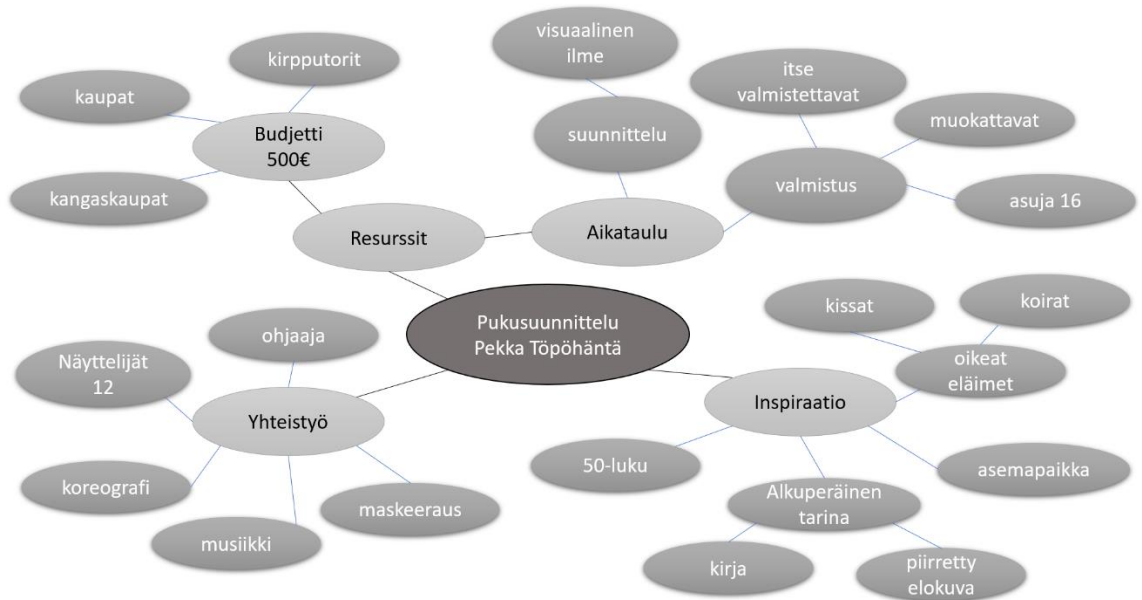 visuaalinen
ilme
kirpputorit
itse
valmistettavat
kaupat
muokattavat
Budjetti
500€
suunnittelu
valmistus
kangaskaupat
asuja 16
Resurssit
Aikataulu
kissat
koirat
Pukusuunnittelu
Pekka Töpöhäntä
ohjaaja
oikeat
eläimet
Näyttelijät
12
Inspiraatio
Yhteistyö
50-luku
asemapaikka
koreografi
Alkuperäinen
tarina
maskeeraus
musiikki
kirja
piirretty
elokuva